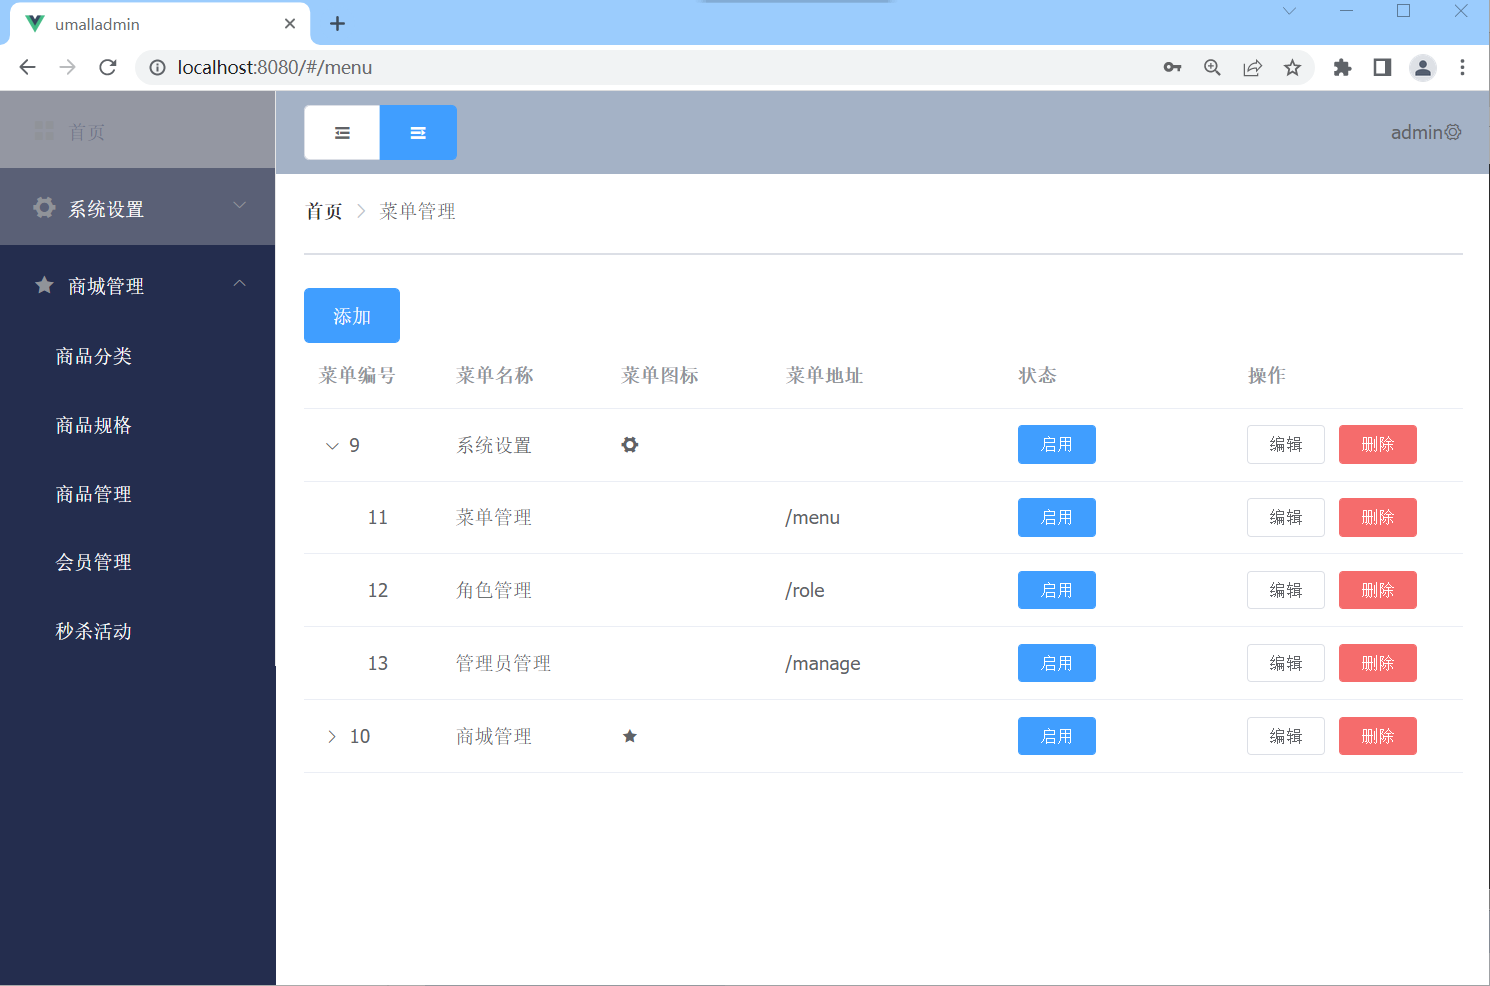 umalladmin
localhost:8080/#/menu
首页
系统设置
商城管理
商品分类
商品规格
商品管理
会员管理
秒杀活动
admin
首页 菜单管理
添加
菜单编号 菜单名称 菜单图标 菜单地址 状态 操作
9 系统设置 启用 编辑 删除
11 菜单管理 /menu 启用 编辑 删除
12 角色管理 /role 启用 编辑 删除
13 管理员管理 /manage 启用 编辑 删除
10 商城管理 启用 编辑 删除